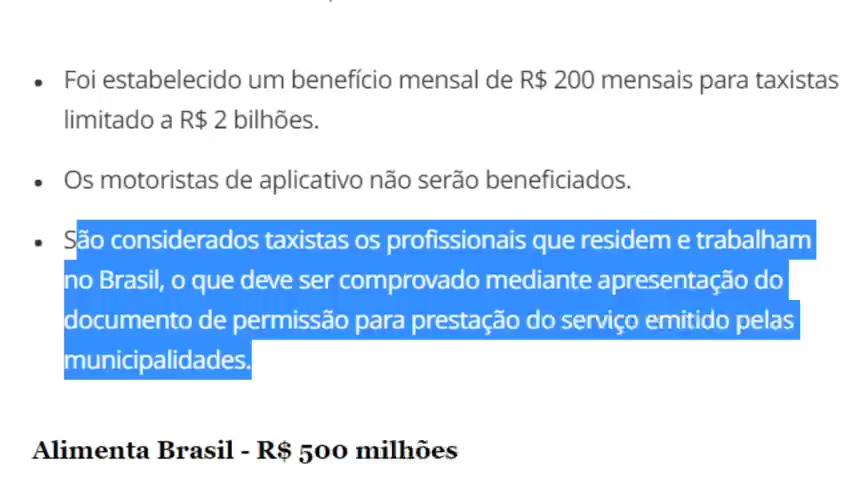 • Foi estabelecido um benefício mensal de R$ 200 mensais para taxistas
limitado a R$ 2 bilhões.
• Os motoristas de aplicativo não serão beneficiados.
• São considerados taxistas os profissionais que residem e trabalham
no Brasil, o que deve ser comprovado mediante apresentação do
documento de permissão para prestação do serviço emitido pelas
municipalidades.
Alimenta Brasil - R$ 500 milhões